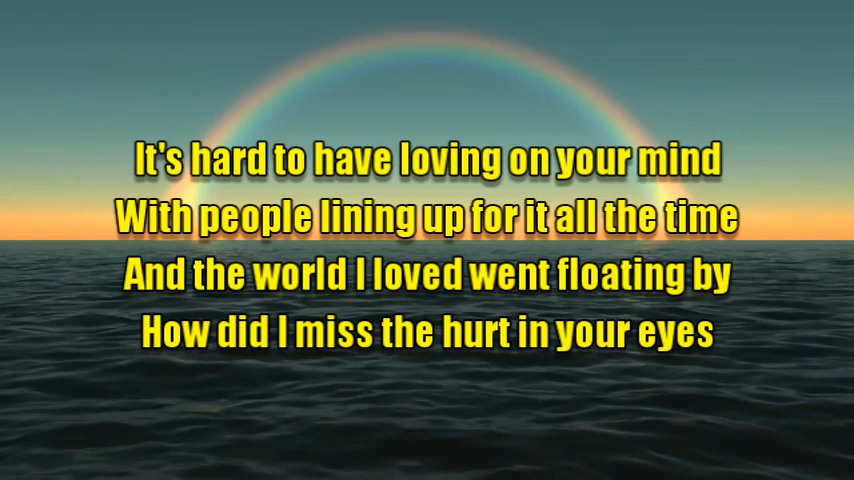 It's hard to have loving on your mind
With people lining up for it all the time
And the world I loved went floating by
How did I miss the hurt in your eyes